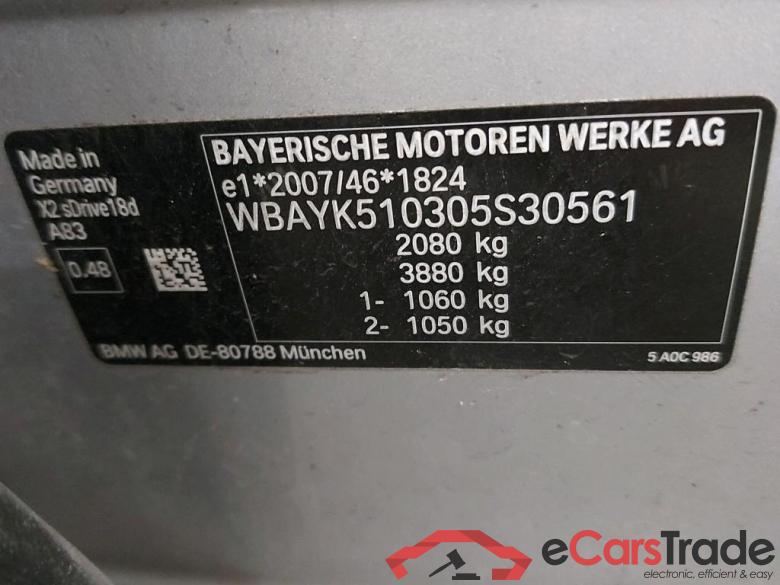 Made in
Germany
X2 sDrive18d
A83
0.48
BAYERISCHE MOTOREN WERKE AG
e1*2007/46*1824
WBAYK510305S30561
2080 kg
3880 kg
1- 1060 kg
2- 1050 kg
BMW AG DE-80788 München
5 A0C 986
eCarsTrade
electronic, efficient & easy